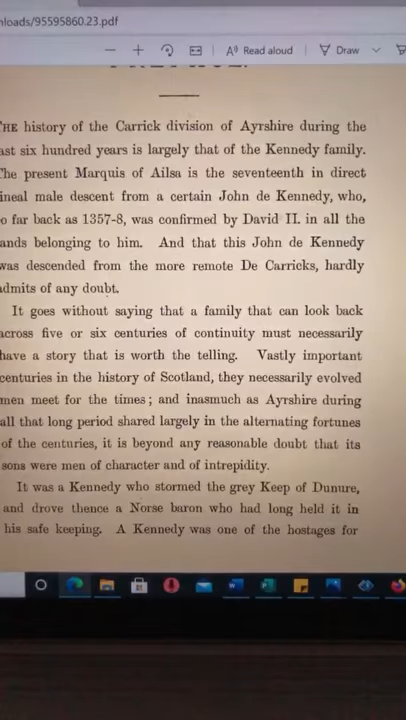 nloads/95595860.23.pdf
Read aloud
Draw
HE history of the Carrick division of Ayrshire during the
ast six hundred years is largely that of the Kennedy family.
The present Marquis of Ailsa is the seventeenth in direct
ineal male descent from a certain John de Kennedy, who,
o far back as 1357-8, was confirmed by David II. in all the
ands belonging to him. And that this John de Kennedy
was descended from the more remote De Carricks, hardly
admits of any doubt.
It goes without saying that a family that can look back
across five or six centuries of continuity must necessarily
have a story that is worth the telling. Vastly important
centuries in the history of Scotland, they necessarily evolved
men meet for the times; and inasmuch as Ayrshire during
all that long period shared largely in the alternating fortunes
of the centuries, it is beyond any reasonable doubt that its
sons were men of character and of intrepidity.
It was a Kennedy who stormed the grey Keep of Dunure,
and drove thence a Norse baron who had long held it in
his safe keeping. A Kennedy was one of the hostages for